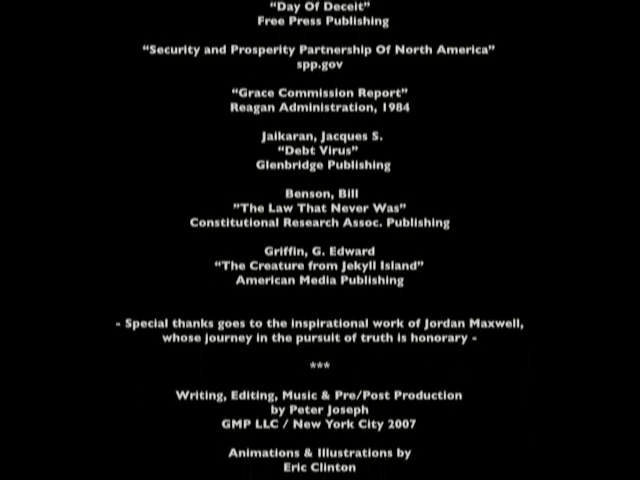 “Day Of Deceit”
Free Press Publishing
“Security and Prosperity Partnership Of North America”
spp.gov
“Grace Commission Report”
Reagan Administration, 1984
Jaikaran, Jacques S.
“Debt Virus”
Glenbridge Publishing
Benson, Bill
”The Law That Never Was”
Constitutional Research Assoc. Publishing
Griffin, G. Edward
“The Creature from Jekyll Island”
American Media Publishing
- Special thanks goes to the inspirational work of Jordan Maxwell,
whose journey in the pursuit of truth is honorary -
***
Writing, Editing, Music & Pre/Post Production
by Peter Joseph
GMP LLC / New York City 2007
Animations & Illustrations by
Eric Clinton